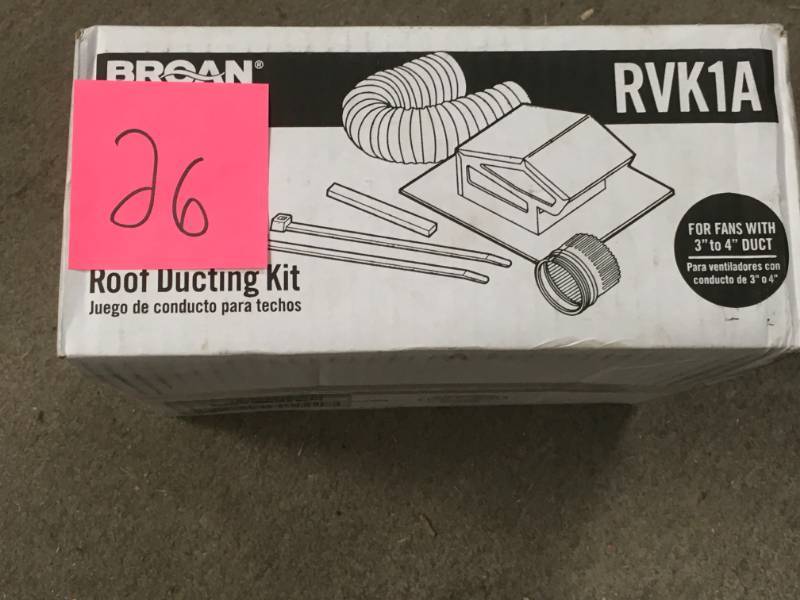 BROAN®
RVK1A
26
FOR FANS WITH
3" to 4" DUCT
Para ventiladores con
conducto de 3" o 4"
Roof Ducting Kit
Juego de conducto para techos